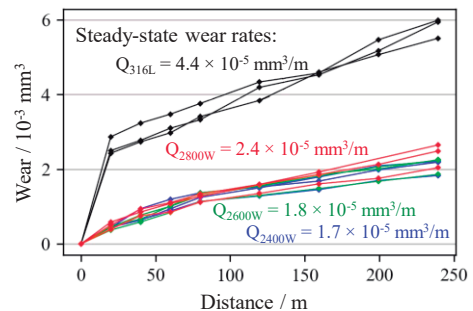 6
4
2
0
Wear / 10⁻³ mm³
Steady-state wear rates:
Q316L = 4.4 × 10⁻⁵ mm³/m
Q2800W = 2.4 × 10⁻⁵ mm³/m
Q2600W = 1.8 × 10⁻⁵ mm³/m
Q2400W = 1.7 × 10⁻⁵ mm³/m
0 50 100 150 200 250
Distance / m